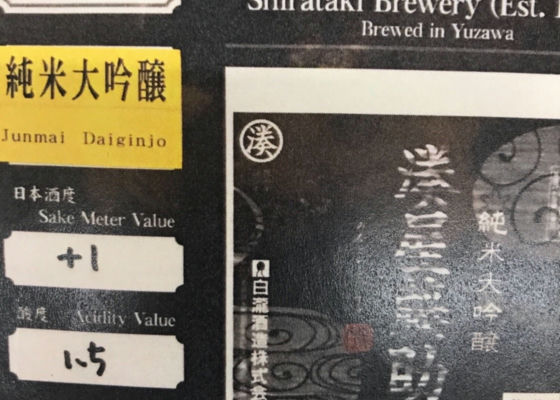 Shirataki Brewery (Est. 1
Brewed in Yuzawa
純米大吟醸
Junmai Daiginjo
日本酒度
Sake Meter Value
+1
酸度 Acidity Value
1.5
湊
純米大吟醸
白瀧酒造株式会